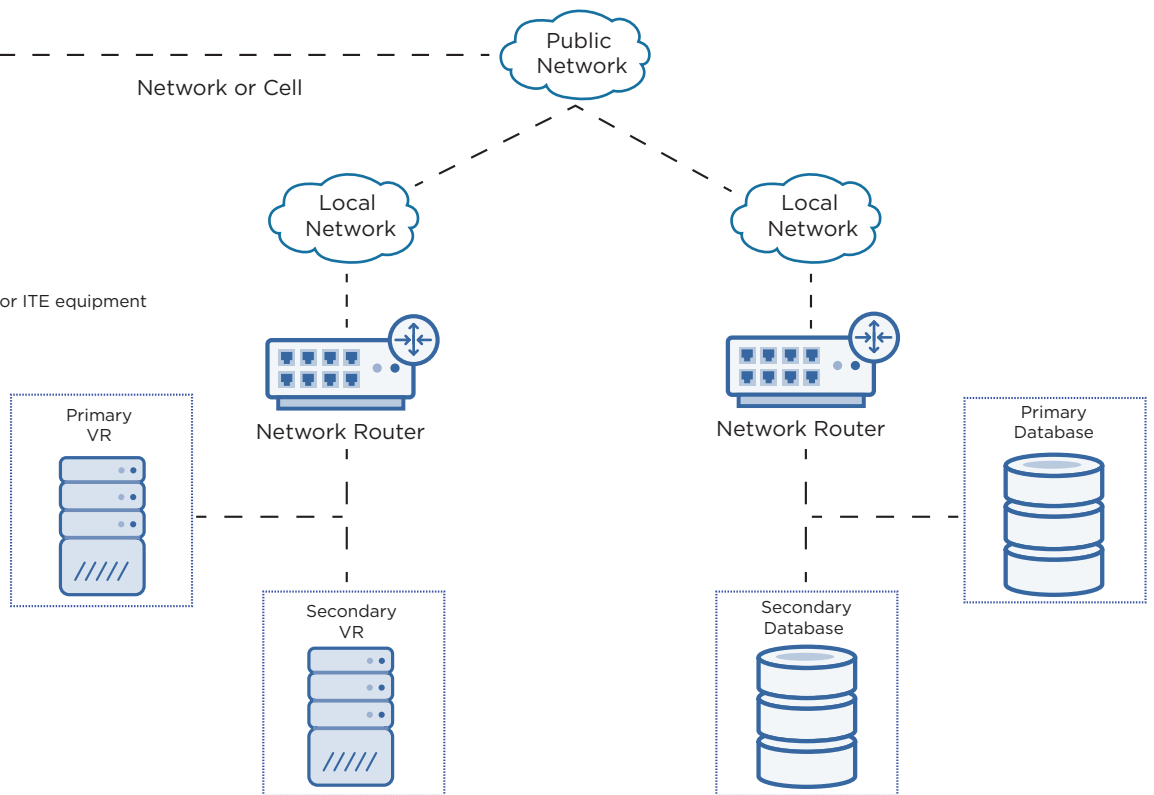 Public
Network
Network or Cell
Local
Network
Local
Network
or ITE equipment
Network Router
Network Router
Primary
VR
Primary
Database
Secondary
VR
Secondary
Database